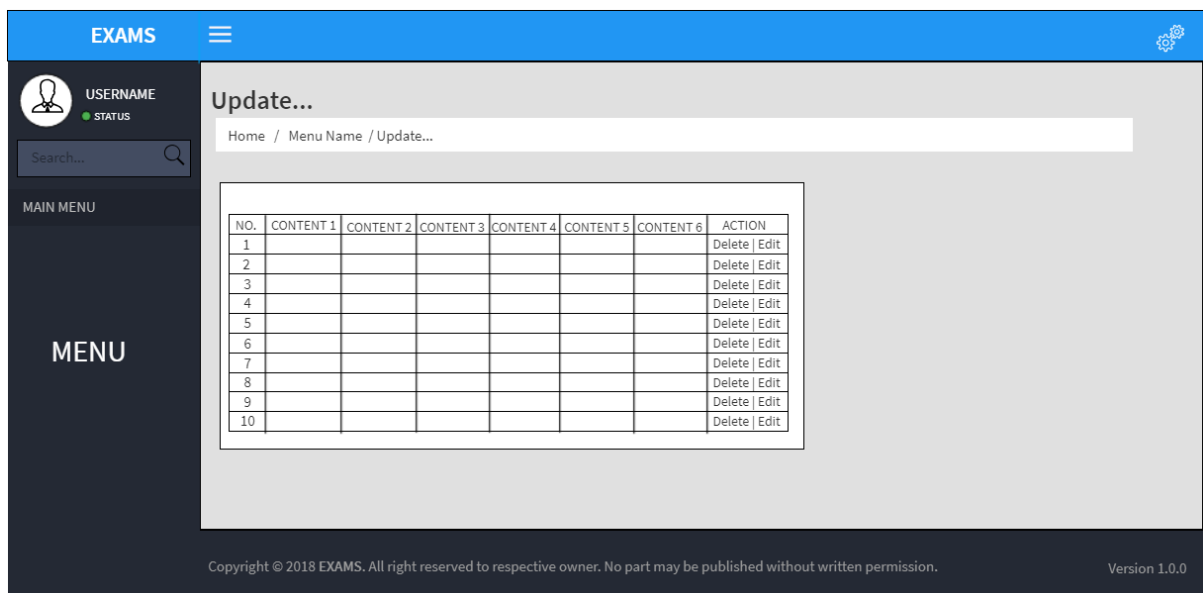 EXAMS
USERNAME
STATUS
Search...
MAIN MENU
MENU
Update...
Home / Menu Name / Update...
NO. CONTENT 1 CONTENT 2 CONTENT 3 CONTENT 4 CONTENT 5 CONTENT 6 ACTION
1 Delete | Edit
2 Delete | Edit
3 Delete | Edit
4 Delete | Edit
5 Delete | Edit
6 Delete | Edit
7 Delete | Edit
8 Delete | Edit
9 Delete | Edit
10 Delete | Edit
Copyright © 2018 EXAMS. All right reserved to respective owner. No part may be published without written permission.
Version 1.0.0